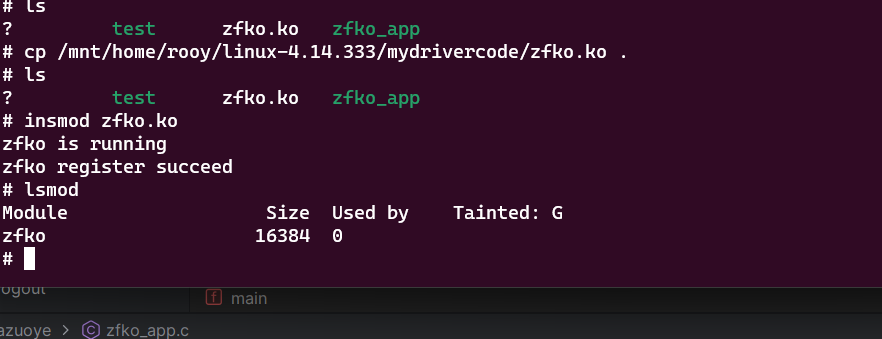 # ls
?         test      zfko.ko   zfko_app
# cp /mnt/home/rooy/linux-4.14.333/mydrivercode/zfko.ko .
# ls
?         test      zfko.ko   zfko_app
# insmod zfko.ko
zfko is running
zfko register succeed
# lsmod
Module                  Size  Used by    Tainted: G
zfko                   16384  0
#
ogout
f main
azuoye > C zfko_app.c